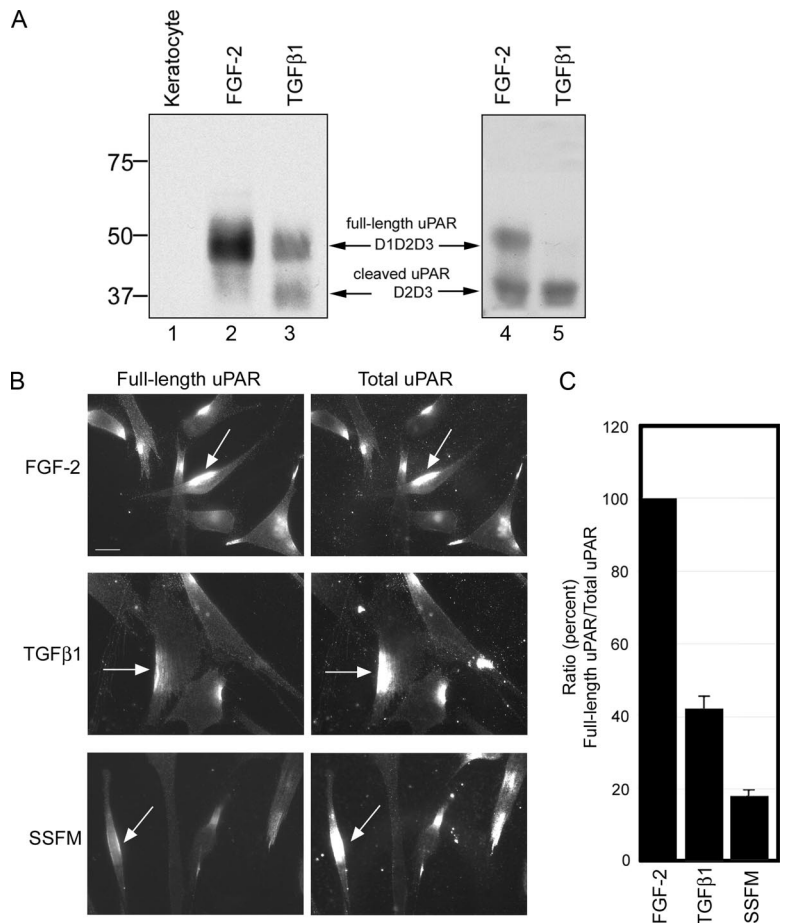 A
Keratocyte
FGF-2
TGFβ1
FGF-2
TGFβ1
75
50
37
full-length uPAR
D1D2D3
cleaved uPAR
D2D3
1
2
3
4
5
B
Full-length uPAR
Total uPAR
FGF-2
TGFβ1
SSFM
C
Ratio (percent)
Full-length uPAR/Total uPAR
120
100
80
60
40
20
0
FGF-2
TGFβ1
SSFM